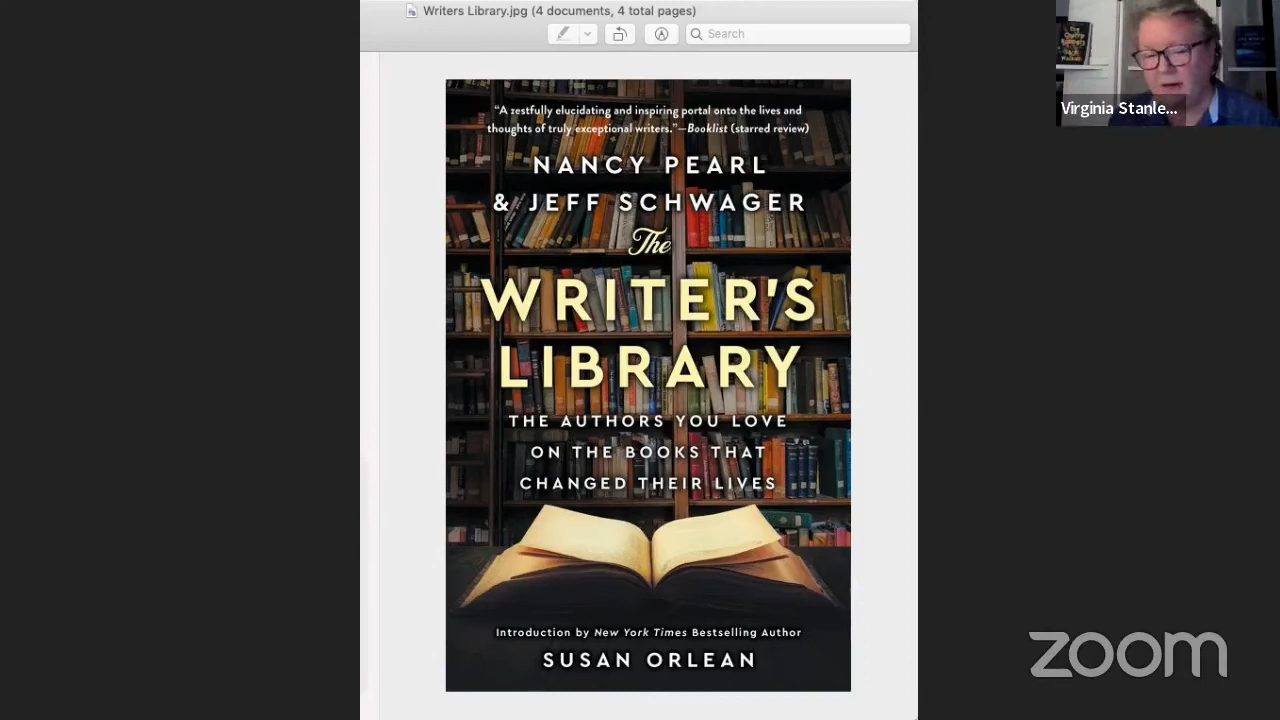 Writers Library.jpg (4 documents, 4 total pages)
Search
“A restfully elucidating and inspiring portal onto the lives and
thoughts of truly exceptional writers.”—Booklist (starred review)
NANCY PEARL
& JEFF SCHWAGER
The
WRITER'S
LIBRARY
THE AUTHORS YOU LOVE
ON THE BOOKS THAT
CHANGED THEIR LIVES
Introduction by New York Times Bestselling Author
SUSAN ORLEAN
Virginia Stanle...
zoom